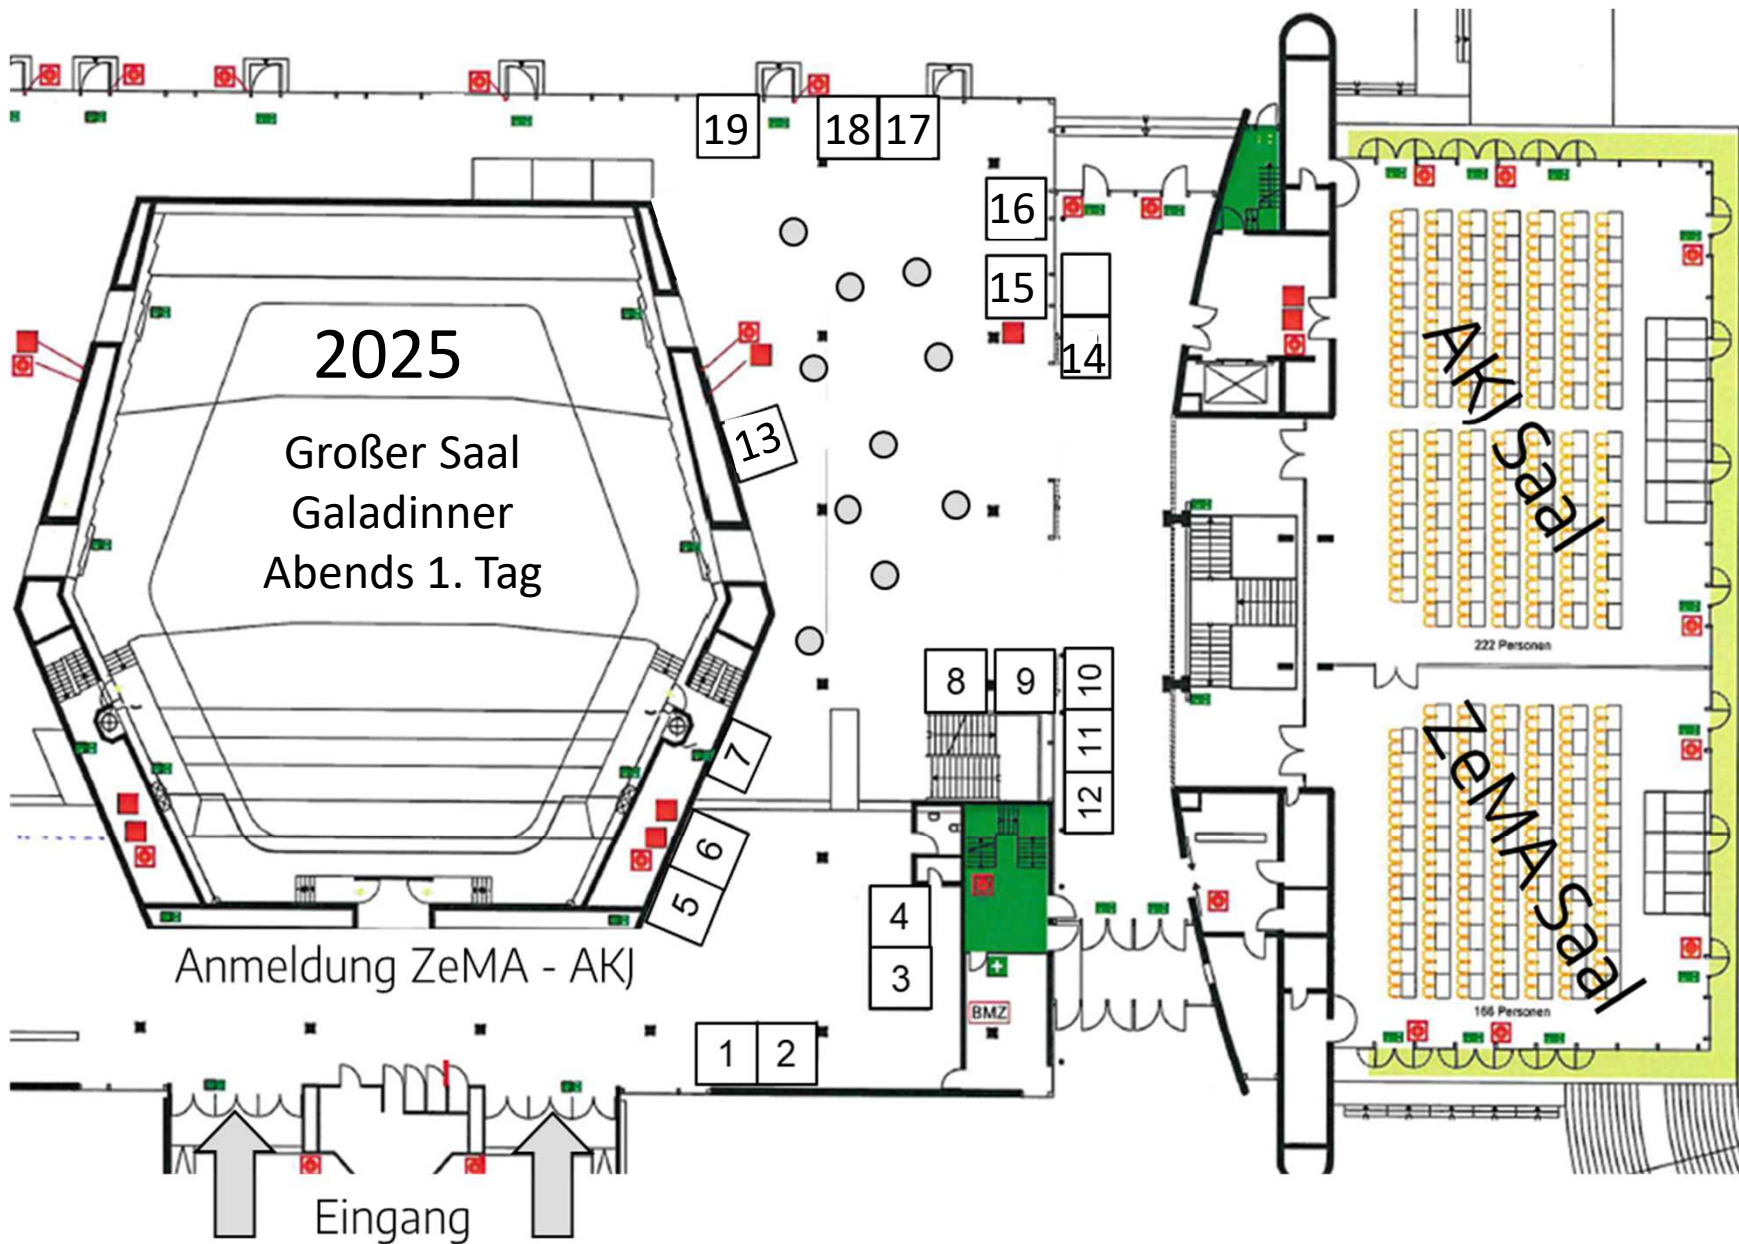 19
18
17
16
15
14
2025
Großer Saal
Galadinner
Abends 1. Tag
13
AKJ Saal
222 Personen
8
9
10
11
12
7
6
5
4
3
ZeMA Saal
166 Personen
Anmeldung ZeMA - AKJ
BMZ
1
2
Eingang